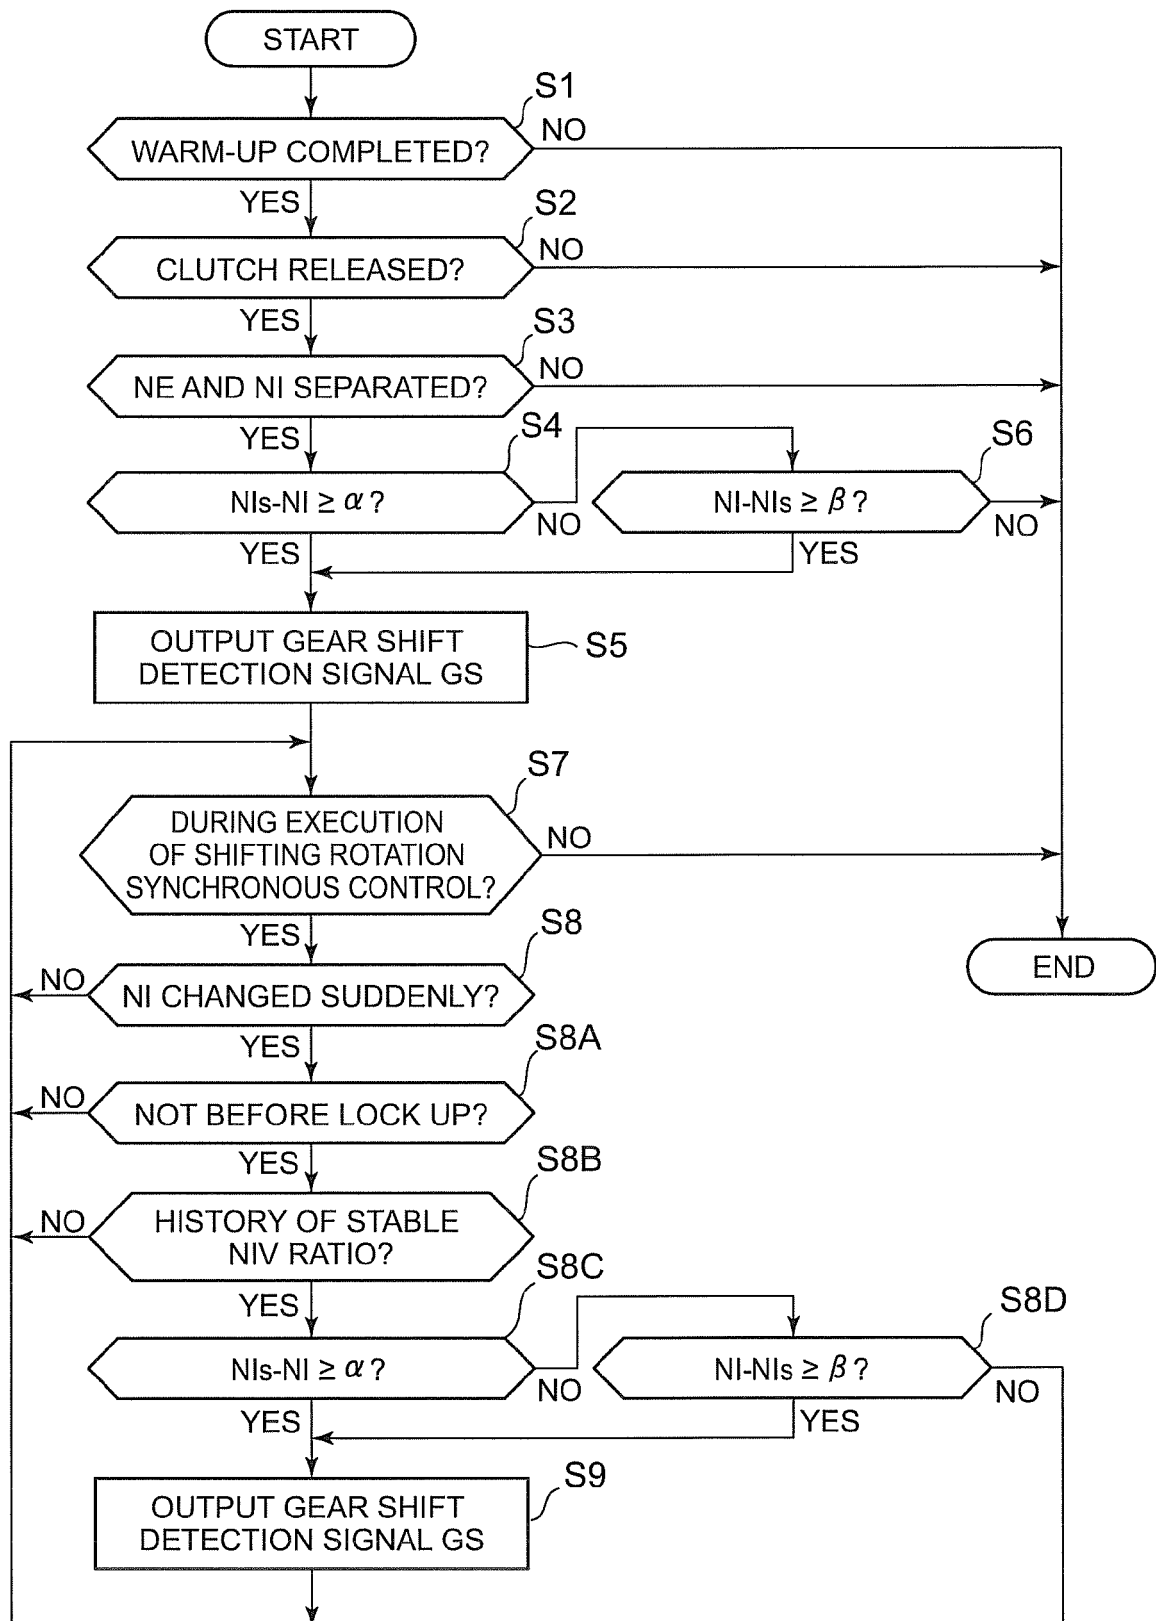 START
S1
WARM-UP COMPLETED?
NO
YES
S2
CLUTCH RELEASED?
NO
YES
S3
NE AND NI SEPARATED?
NO
YES
S4
NIs-NI ≥ α?
NO
YES
S6
NI-NIs ≥ β?
NO
YES
OUTPUT GEAR SHIFT
DETECTION SIGNAL GS
S5
S7
DURING EXECUTION
OF SHIFTING ROTATION
SYNCHRONOUS CONTROL?
NO
YES
END
S8
NO
NI CHANGED SUDDENLY?
YES
S8A
NO
NOT BEFORE LOCK UP?
YES
S8B
NO
HISTORY OF STABLE
NIV RATIO?
YES
S8C
NIs-NI ≥ α?
NO
YES
S8D
NI-NIs ≥ β?
NO
YES
S9
OUTPUT GEAR SHIFT
DETECTION SIGNAL GS